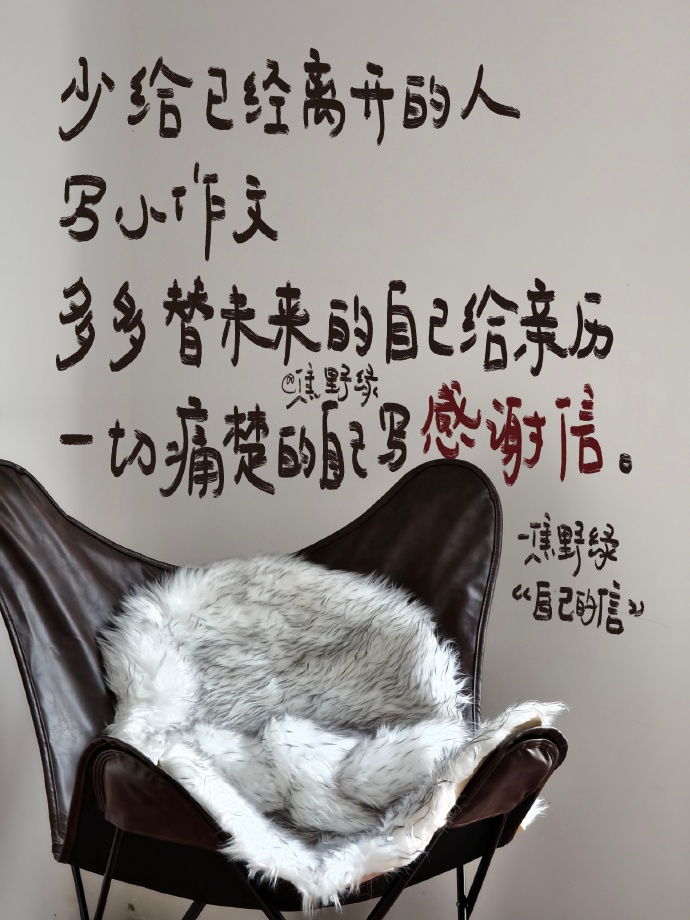 少给已经离开的人
写小作文
多多替未来的自己给亲历
@焦野绿
一切痛楚的自己写感谢信。
焦野绿
“自己的信”